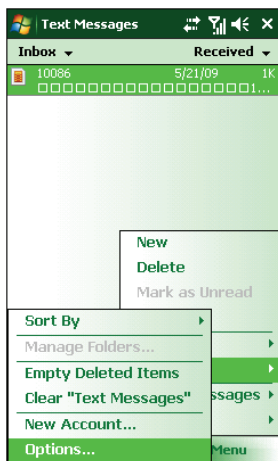 Text Messages
Inbox Received
10086 5/21/09 1K
□□□□□□□□□□□□□□□□□1...
New
Delete
Mark as Unread
Sort By
Manage Folders...
Empty Deleted Items
Clear "Text Messages"
ssages
New Account...
Options...
Menu